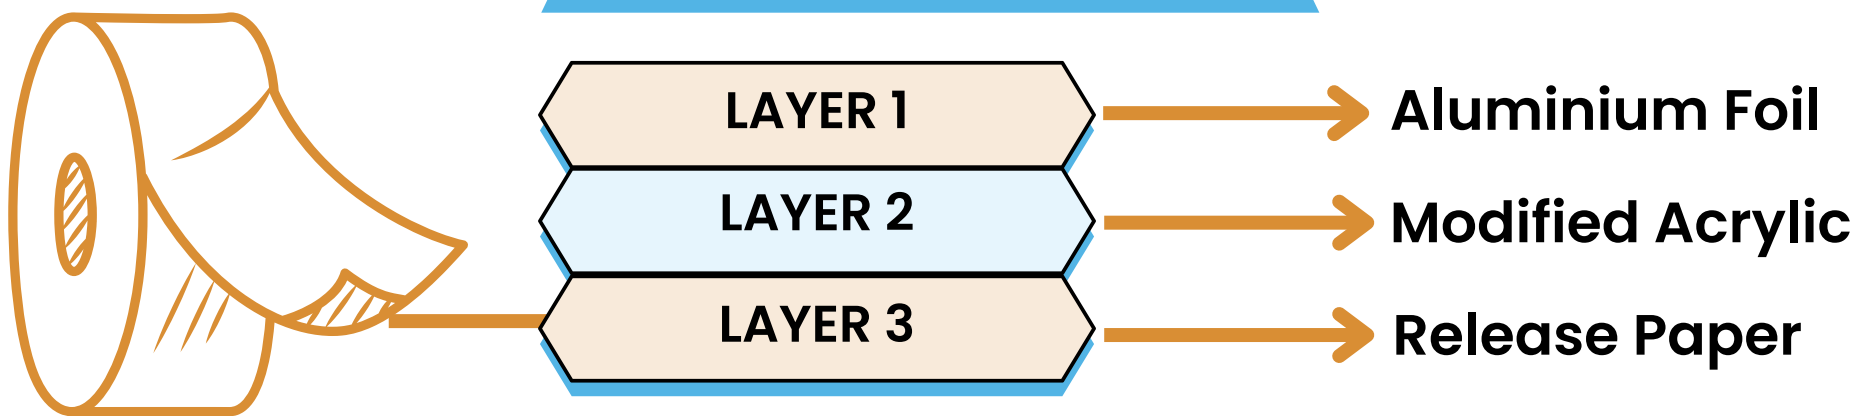 LAYER 1
Aluminium Foil
LAYER 2
Modified Acrylic
LAYER 3
Release Paper